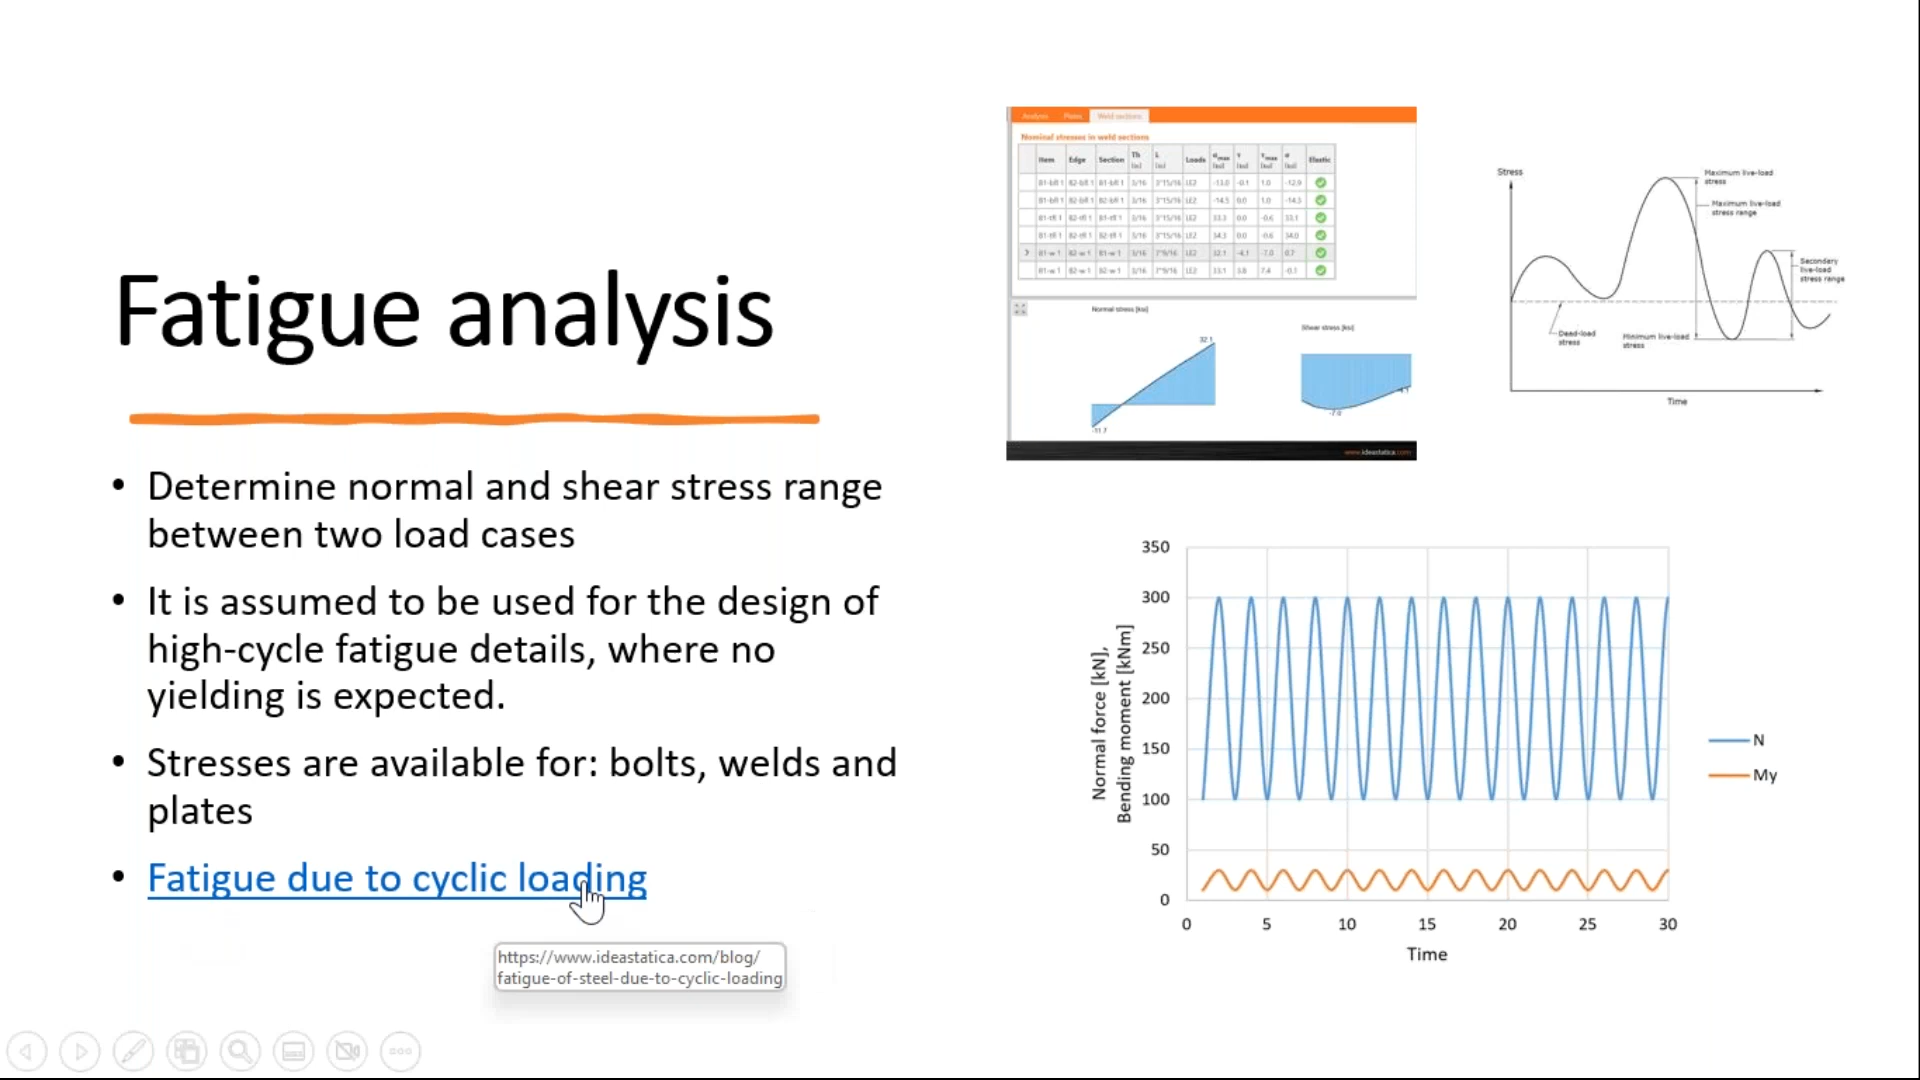 Fatigue analysis
• Determine normal and shear stress range
between two load cases
• It is assumed to be used for the design of
high-cycle fatigue details, where no
yielding is expected.
• Stresses are available for: bolts, welds and
plates
• Fatigue due to cyclic loading
https://www.ideastatica.com/blog/
fatigue-of-steel-due-to-cyclic-loading
Analysis Plates Weld sections
Nominal stresses in weld sections
Item Edge Section Th L Loads Elastic
Normal stress [ksi]
32.1
-11.7
Shear stress [ksi]
-7.0
www.ideastatica.com
Stress
Maximum live-load
stress
Maximum live-load
stress range
Secondary
live-load
stress range
Dead-load
stress
Minimum live-load
stress
Time
350
300
250
200
150
100
50
0
Normal force [kN],
Bending moment [kNm]
0 5 10 15 20 25 30
Time
N
My